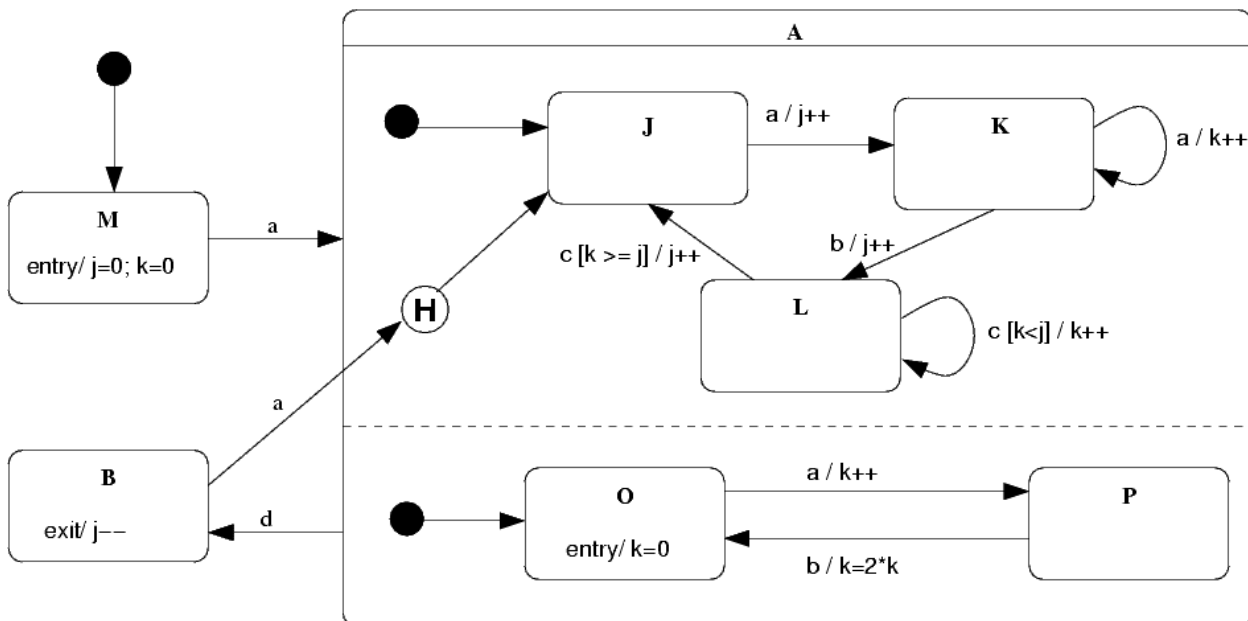 A
J
a / j++
K
a / k++
M
entry/ j=0; k=0
a
c [k >= j] / j++
b / j++
H
L
c [k<j] / k++
a
B
exit/ j--
d
O
entry/ k=0
a / k++
P
b / k=2*k